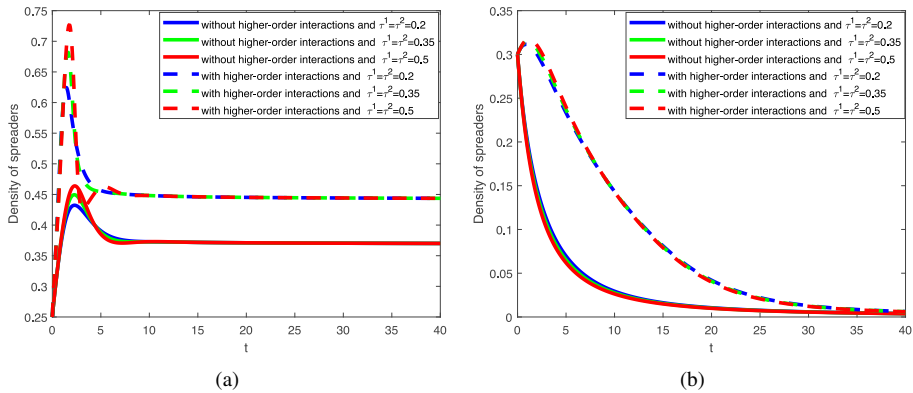 0.75
0.7
0.65
0.6
0.55
0.5
0.45
0.4
0.35
0.3
0.25
Density of spreaders
0 5 10 15 20 25 30 35 40
t
without higher-order interactions and τ¹=τ²=0.2
without higher-order interactions and τ¹=τ²=0.35
without higher-order interactions and τ¹=τ²=0.5
with higher-order interactions and τ¹=τ²=0.2
with higher-order interactions and τ¹=τ²=0.35
with higher-order interactions and τ¹=τ²=0.5
(a)
0.35
0.3
0.25
0.2
0.15
0.1
0.05
0
Density of spreaders
0 5 10 15 20 25 30 35 40
t
without higher-order interactions and τ¹=τ²=0.2
without higher-order interactions and τ¹=τ²=0.35
without higher-order interactions and τ¹=τ²=0.5
with higher-order interactions and τ¹=τ²=0.2
with higher-order interactions and τ¹=τ²=0.35
with higher-order interactions and τ¹=τ²=0.5
(b)